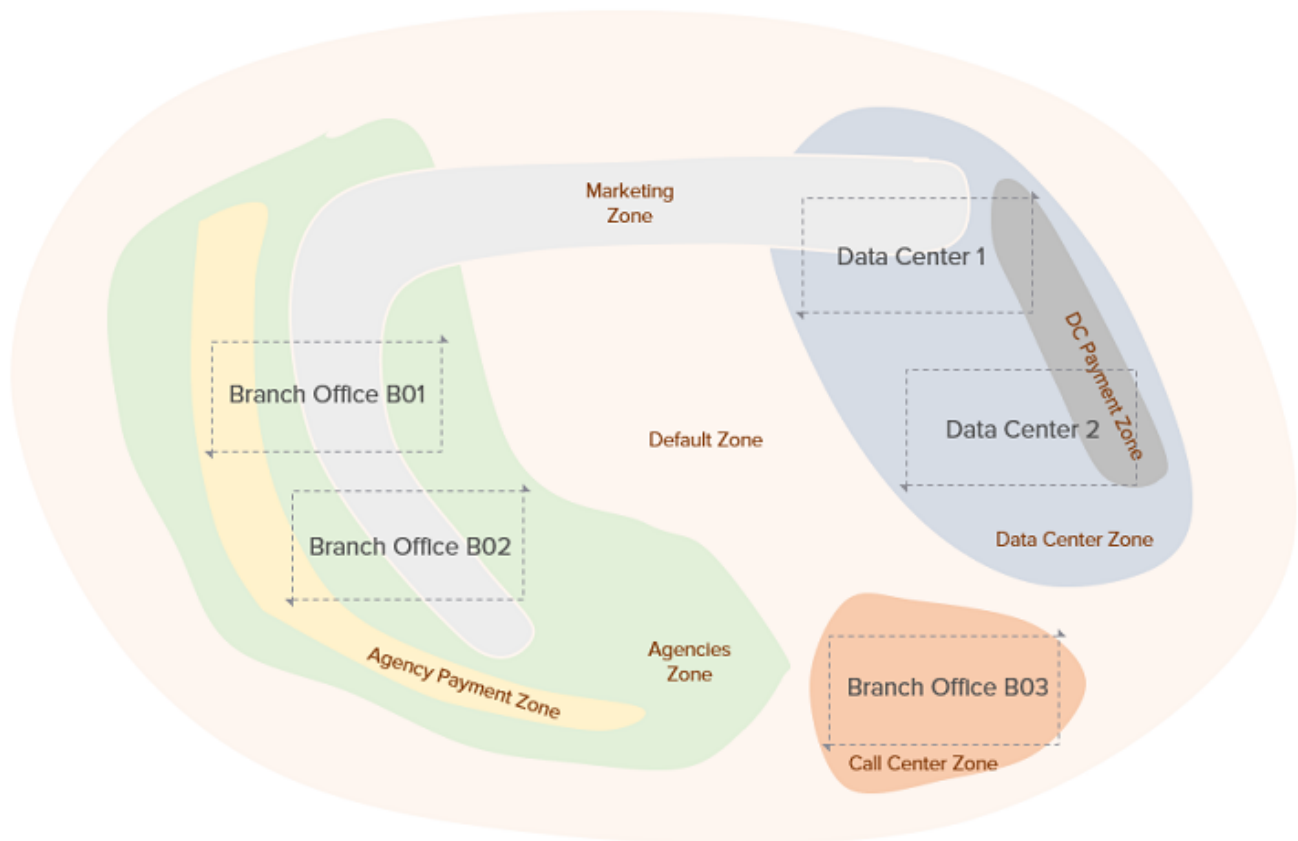 Marketing
Zone
Data Center 1
DC Payment Zone
Branch Office B01
Data Center 2
Default Zone
Branch Office B02
Data Center Zone
Agencies
Zone
Agency Payment Zone
Branch Office B03
Call Center Zone